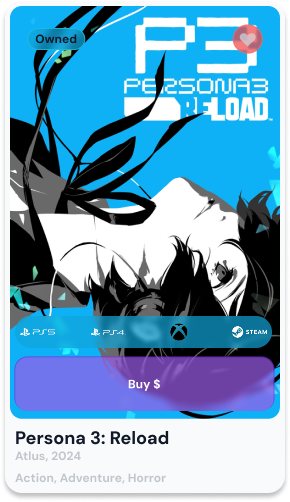 Owned
P3
PERSONA3
RELOAD
PS5 PS4 STEAM
Buy $
Persona 3: Reload
Atlus, 2024
Action, Adventure, Horror